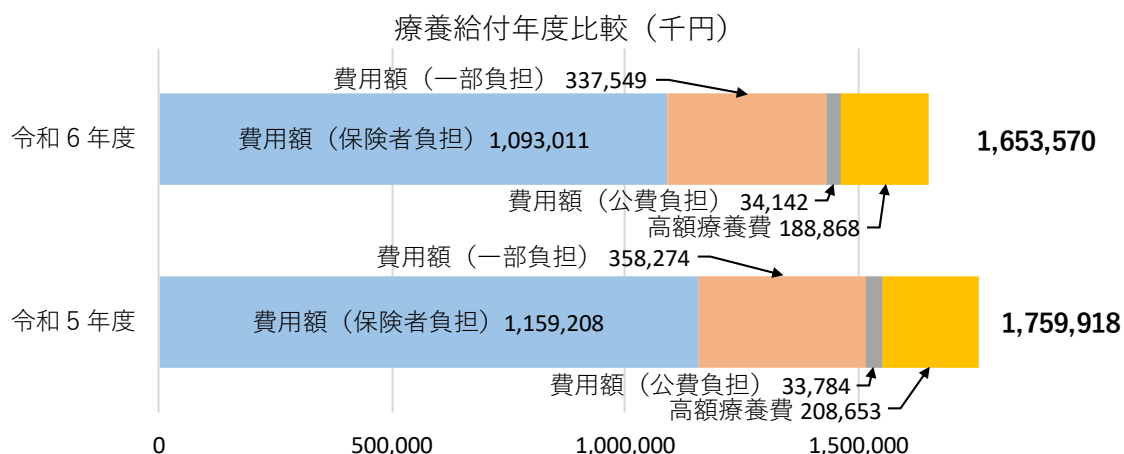 療養給付年度比較（千円）
費用額（一部負担） 337,549
令和６年度
費用額（保険者負担） 1,093,011
1,653,570
費用額（公費負担） 34,142
高額療養費 188,868
費用額（一部負担） 358,274
令和５年度
費用額（保険者負担） 1,159,208
1,759,918
費用額（公費負担） 33,784
高額療養費 208,653
0 500,000 1,000,000 1,500,000